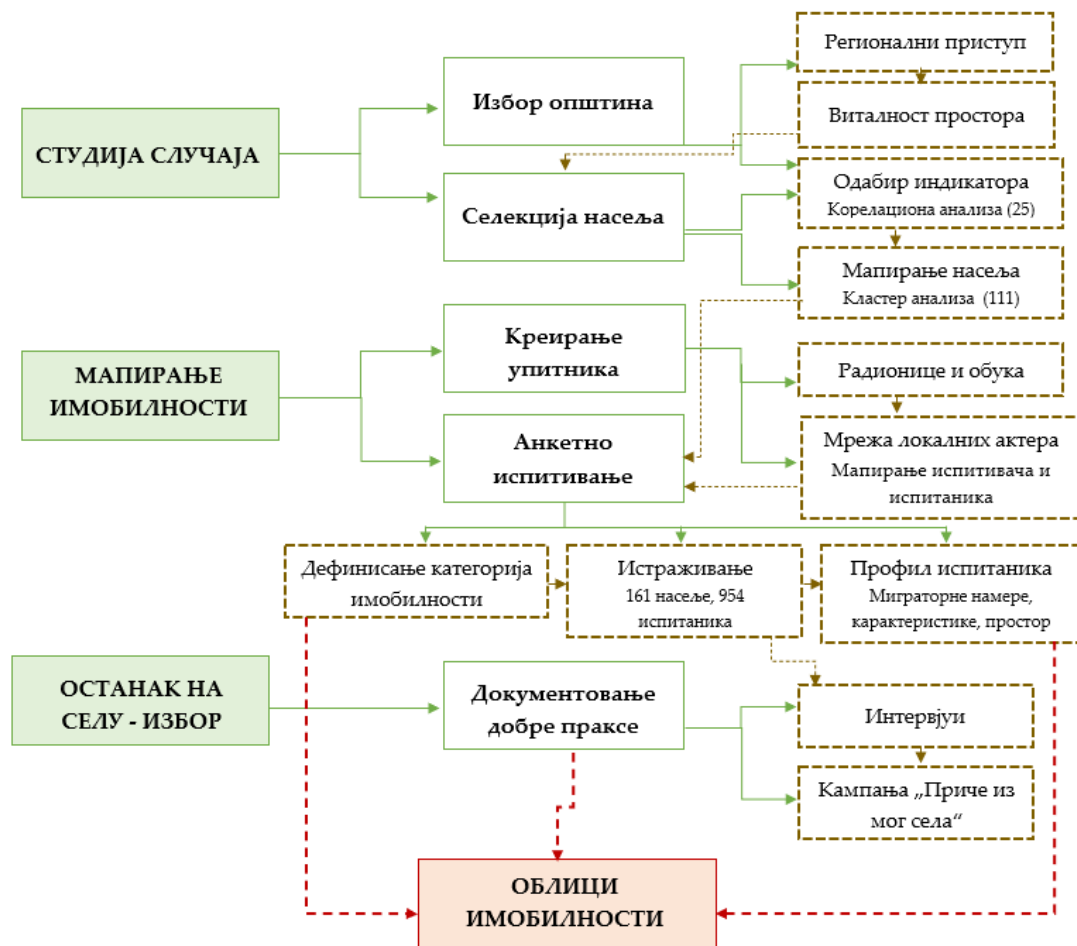 Регионални приступ
Избор општина
Виталност простора
СТУДИЈА СЛУЧАЈА
Одабир индикатора
Корелациона анализа (25)
Селекција насеља
Мапирање насеља
Кластер анализа (111)
Креирање
упитника
МАПИРАЊЕ
ИМОБИЛНОСТИ
Радионице и обука
Анкетно
испитивање
Мрежа локалних актера
Мапирање испитивача и
испитаника
Дефинисање категорија
имобилности
Истраживање
161 насеље, 954
испитаника
Профил испитаника
Миграторне намере,
карактеристике, простор
ОСТАНАК НА
СЕЛУ - ИЗБОР
Документовање
добре праксе
Интервјуи
Кампања „Приче из
мог села“
ОБЛИЦИ
ИМОБИЛНОСТИ